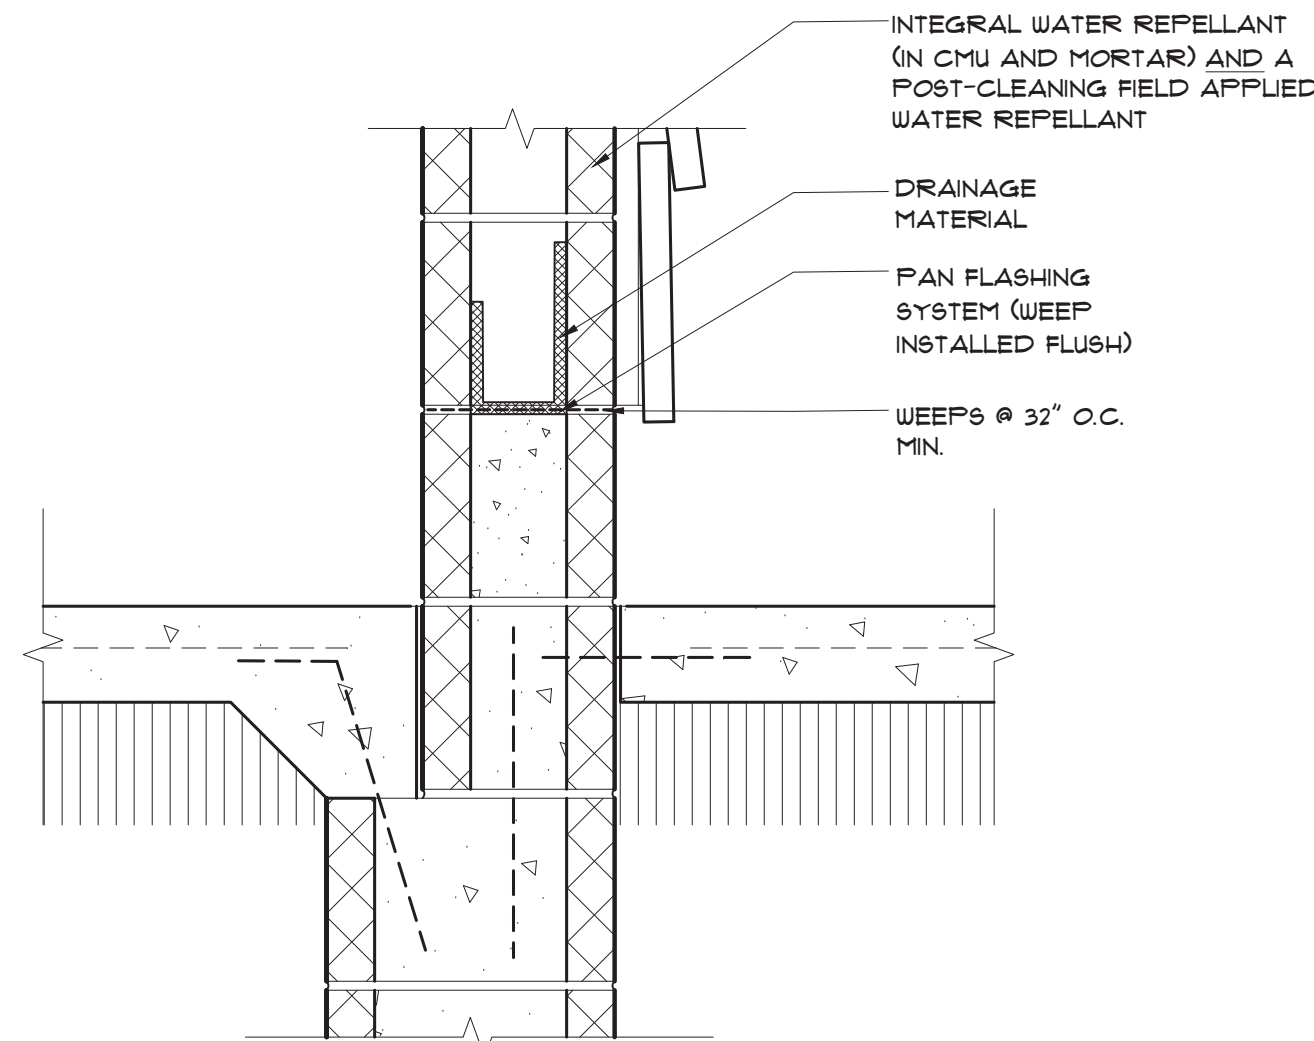 INTEGRAL WATER REPELLANT
(IN CMU AND MORTAR) AND A
POST-CLEANING FIELD APPLIED
WATER REPELLANT
DRAINAGE
MATERIAL
PAN FLASHING
SYSTEM (WEEP
INSTALLED FLUSH)
WEEPS @ 32" O.C.
MIN.